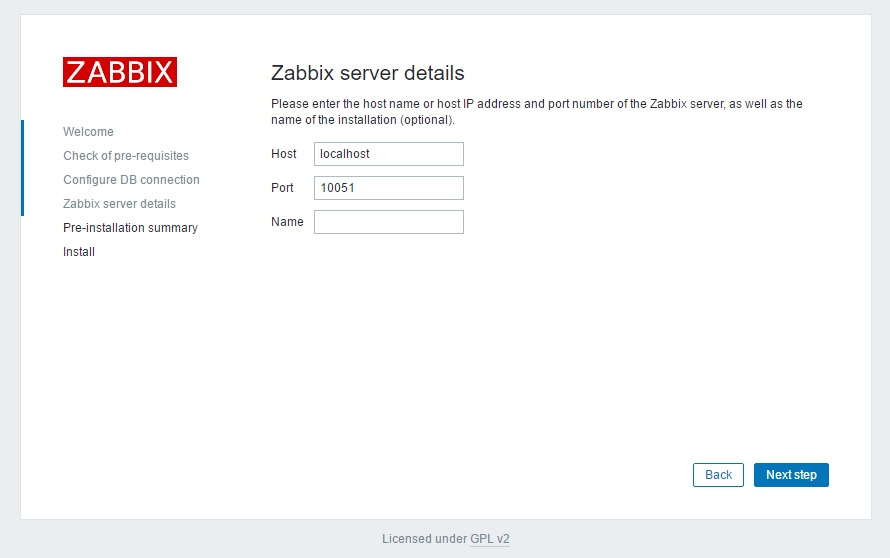 ZABBIX
Welcome
Check of pre-requisites
Configure DB connection
Zabbix server details
Pre-installation summary
Install
Zabbix server details
Please enter the host name or host IP address and port number of the Zabbix server, as well as the
name of the installation (optional).
Host localhost
Port 10051
Name
Back Next step
Licensed under GPL v2